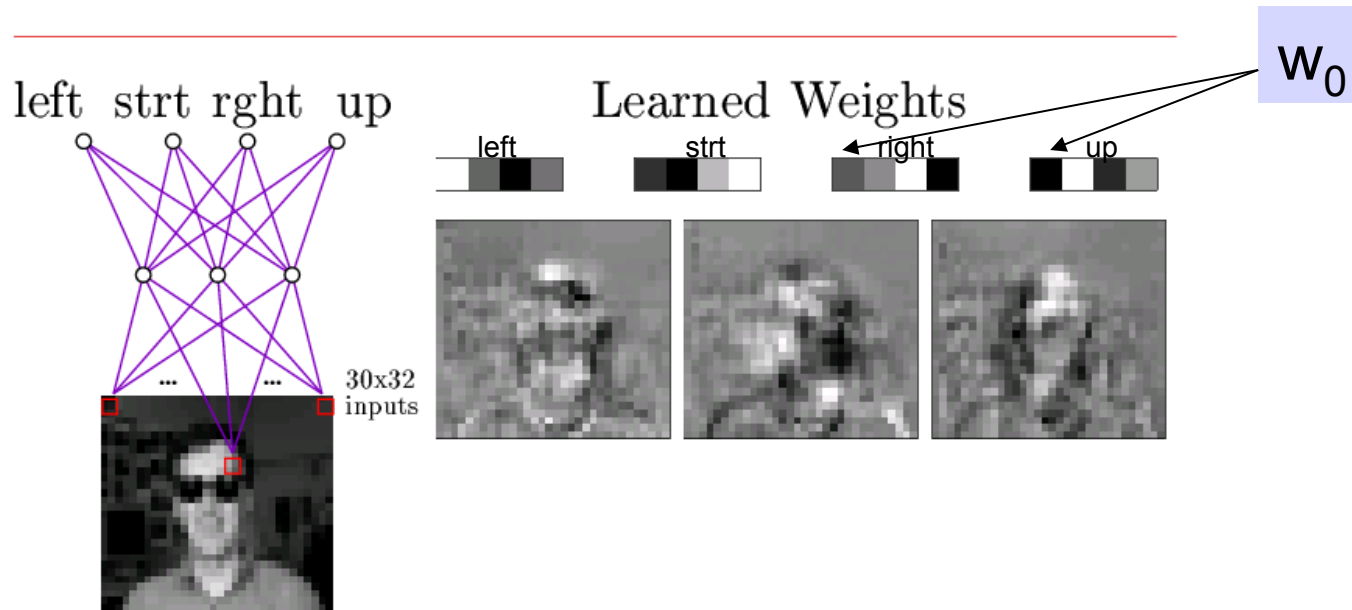 left strt rght up
Learned Weights
w0
left strt right up
... ...
30x32
inputs